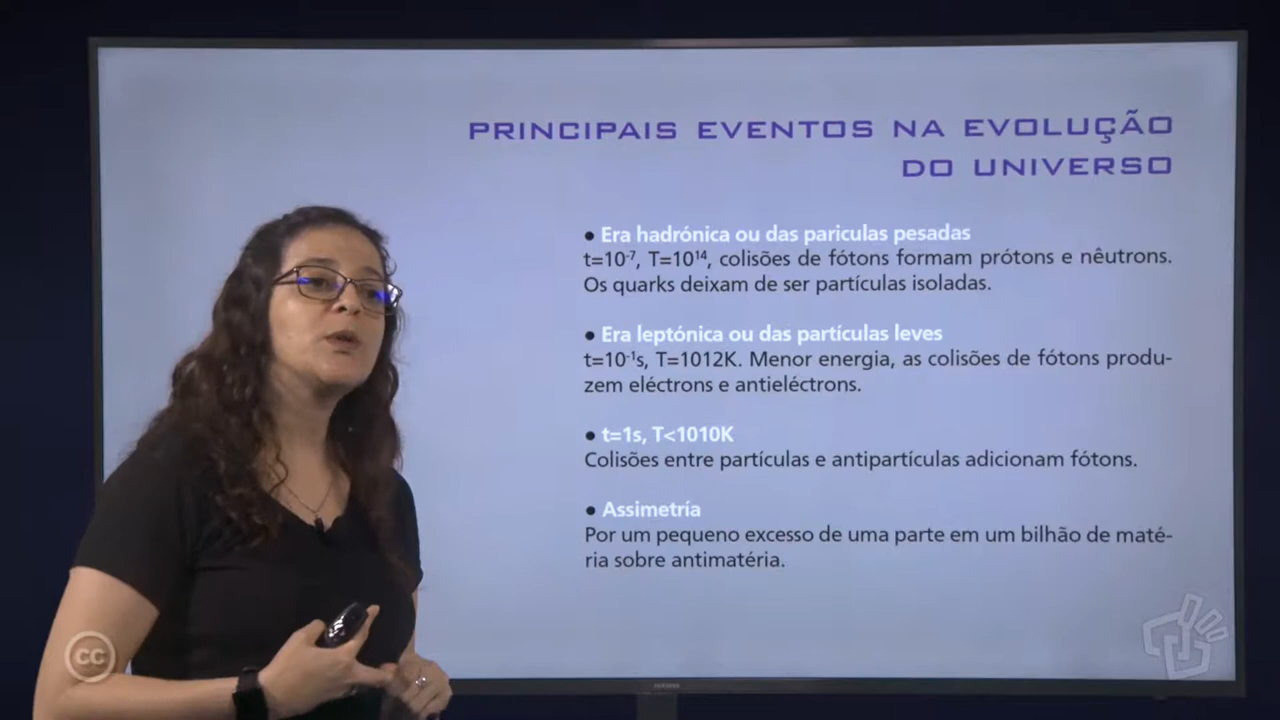 PRINCIPAIS EVENTOS NA EVOLUÇÃO
DO UNIVERSO
● Era hadrónica ou das pariculas pesadas
t=10⁻⁷, T=10¹⁴, colisões de fótons formam prótons e nêutrons.
Os quarks deixam de ser partículas isoladas.
● Era leptónica ou das partículas leves
t=10⁻¹s, T=1012K. Menor energia, as colisões de fótons produ-
zem eléctrons e antieléctrons.
● t=1s, T<1010K
Colisões entre partículas e antipartículas adicionam fótons.
● Assimetría
Por um pequeno excesso de uma parte em um bilhão de maté-
ria sobre antimatéria.
cc
SAMSUNG